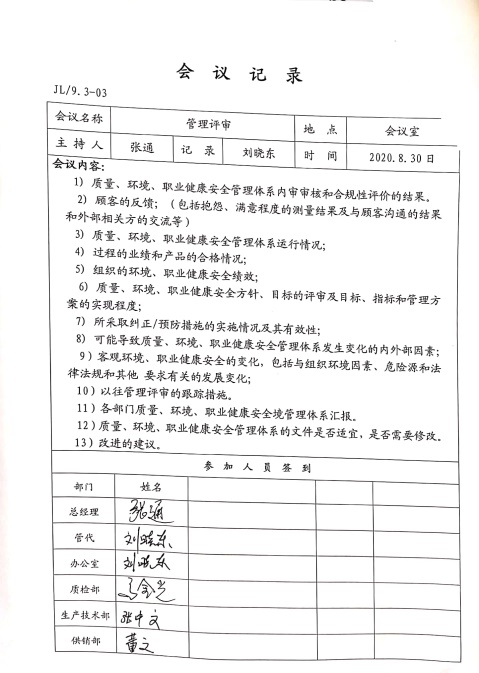 会 议 记 录
JL/9.3-03
会议名称 管理评审 地 点 会议室
主 持 人 张通 记 录 刘晓东 时 间 2020.8.30日
会议内容:
1) 质量、环境、职业健康安全管理体系内审审核和合规性评价的结果。
2) 顾客的反馈;(包括抱怨、满意程度的测量结果及与顾客沟通的结果
和外部相关方的交流等)
3) 质量、环境、职业健康安全管理体系运行情况;
4) 过程的业绩和产品的合格情况;
5) 组织的环境、职业健康安全绩效;
6) 质量、环境、职业健康安全方针、目标的评审及目标、指标和管理方
案的实现程度;
7) 所采取纠正/预防措施的实施情况及其有效性;
8) 可能导致质量、环境、职业健康安全管理体系发生变化的内外部因素;
9)客观环境、职业健康安全的变化,包括与组织环境因素、危险源和法
律法规和其他 要求有关的发展变化;
10)以往管理评审的跟踪措施。
11)各部门质量、环境、职业健康安全境管理体系汇报。
12)质量、环境、职业健康安全管理体系的文件是否适宜,是否需要修改。
13)改进的建议。
参 加 人 员 签 到
部门 姓名
总经理 张通
管代 刘晓东
办公室 刘晓东
质检部
生产技术部 张中文
供销部 董立